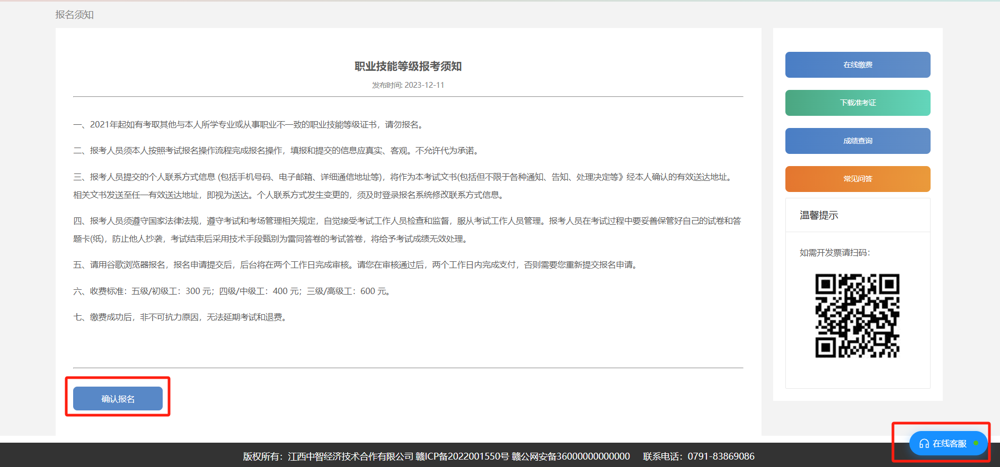 报名须知
职业技能等级报考须知
发布时间: 2023-12-11
一、2021年起如有考取其他与本人所学专业或从事职业不一致的职业技能等级证书，请勿报名。
二、报考人员须本人按照考试报名操作流程完成报名操作，填报和提交的信息应真实、客观。不允许代为承诺。
三、报考人员提交的个人联系方式信息 (包括手机号码、电子邮箱、详细通信地址等)，将作为本考试文书(包括但不限于各种通知、告知、处理决定等》经本人确认的有效送达地址。
相关文书发送至任一有效送达地址，即视为送达。个人联系方式发生变更的，须及时登录报名系统修改联系方式信息。
四、报考人员须遵守国家法律法规，遵守考试和考场管理相关规定，自觉接受考试工作人员检查和监督，服从考试工作人员管理。报考人员在考试过程中要妥善保管好自己的试卷和答
题卡(纸)，防止他人抄袭，考试结束后采用技术手段甄别为雷同答卷的考试答卷，将给予考试成绩无效处理。
五、请用谷歌浏览器报名，报名申请提交后，后台将在两个工作日完成审核。请您在审核通过后，两个工作日内完成支付，否则需要您重新提交报名申请。
六、收费标准：五级/初级工：300 元；四级/中级工：400 元；三级/高级工：600 元。
七、缴费成功后，非不可抗力原因，无法延期考试和退费。
确认报名
在线缴费
下载准考证
成绩查询
常见问答
温馨提示
如需开发票请扫码：
在线客服
版权所有：江西中智经济技术合作有限公司 赣ICP备2022001550号 赣公网安备36000000000000 联系电话：0791-83869086